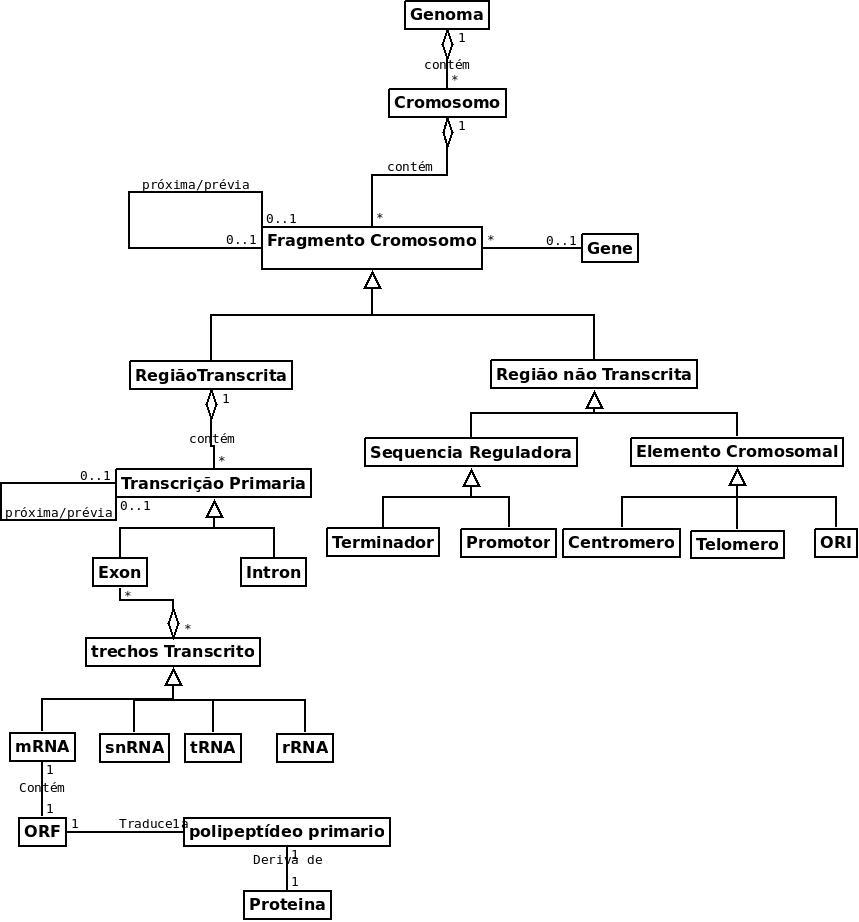 Genoma
1
contém
*
Cromosomo
1
contém
próxima/prévia
0..1
*
0..1
Fragmento Cromosomo
*
0..1
Gene
RegiãoTranscrita
Região não Transcrita
1
contém
*
Sequencia Reguladora
Elemento Cromosomal
0..1
Transcrição Primaria
0..1
próxima/prévia
Terminador
Promotor
Centromero
Telomero
ORI
Exon
Intron
*
*
trechos Transcrito
mRNA
snRNA
tRNA
rRNA
1
Contém
1
ORF
1
Traduce1a
polipeptídeo primario
1
Deriva de
1
Proteina